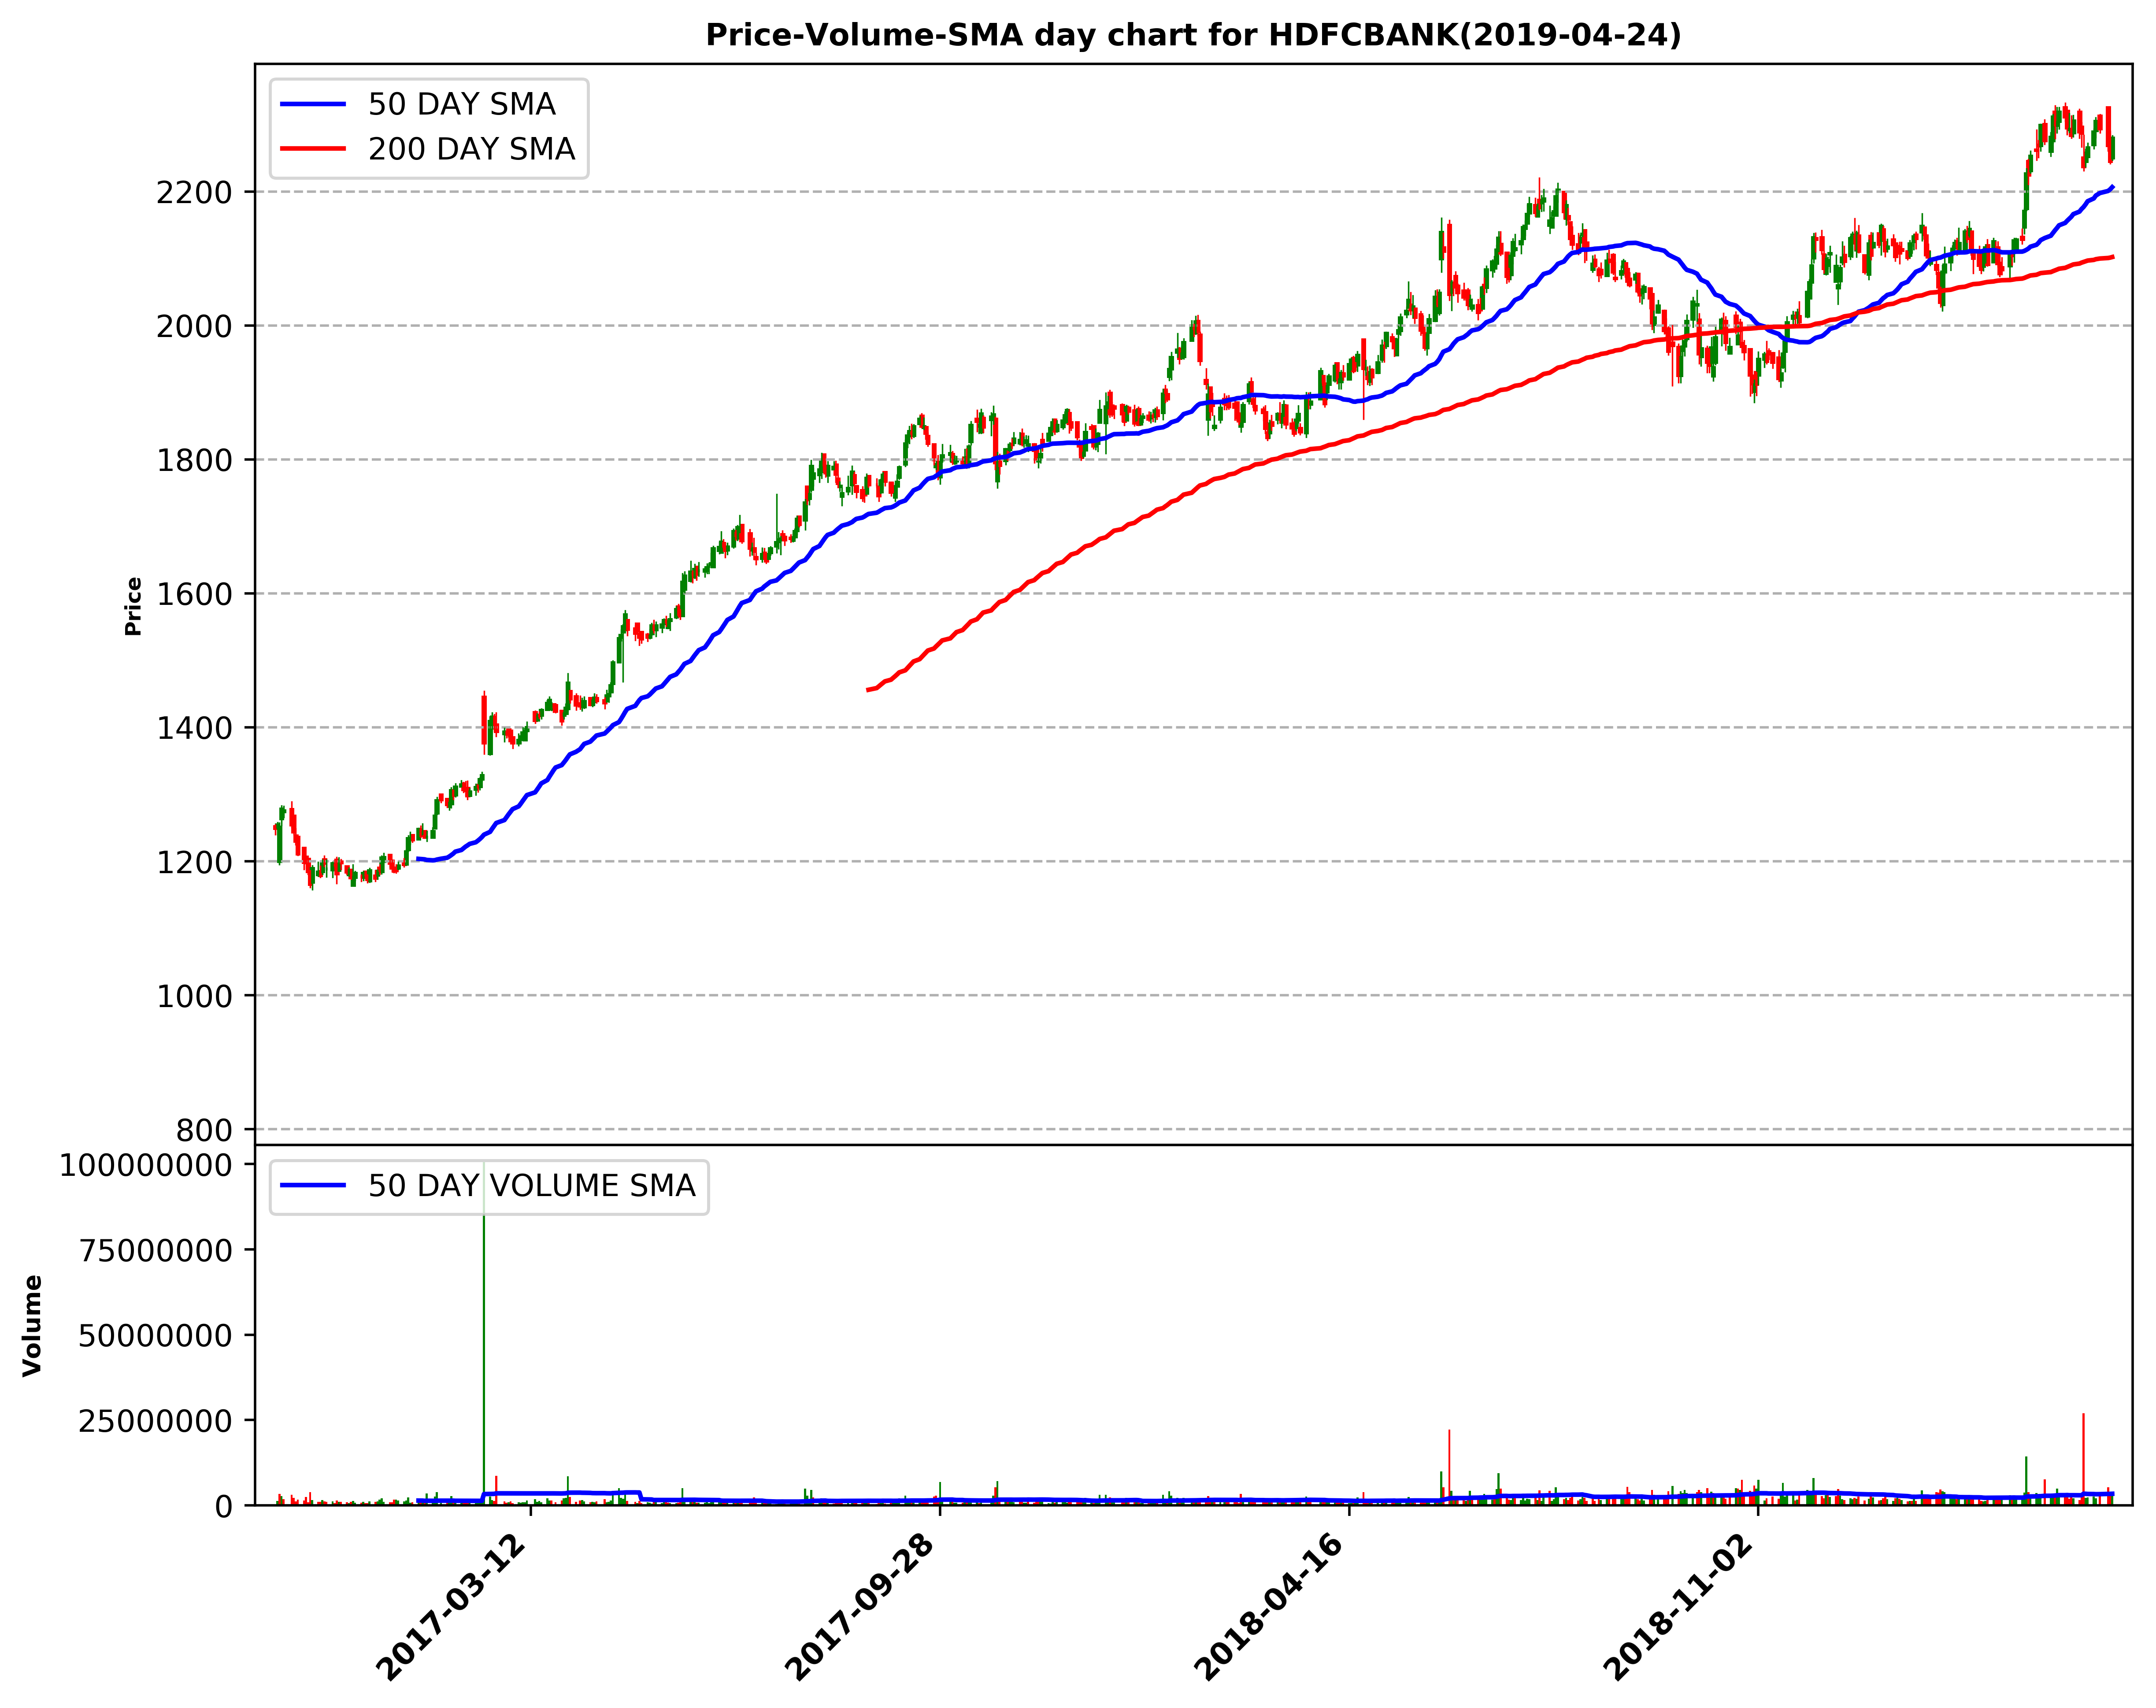 Price-Volume-SMA day chart for HDFCBANK(2019-04-24)
50 DAY SMA
200 DAY SMA
2200
2000
1800
1600
1400
1200
1000
800
Price
50 DAY VOLUME SMA
100000000
75000000
50000000
25000000
0
Volume
2017-03-12
2017-09-28
2018-04-16
2018-11-02